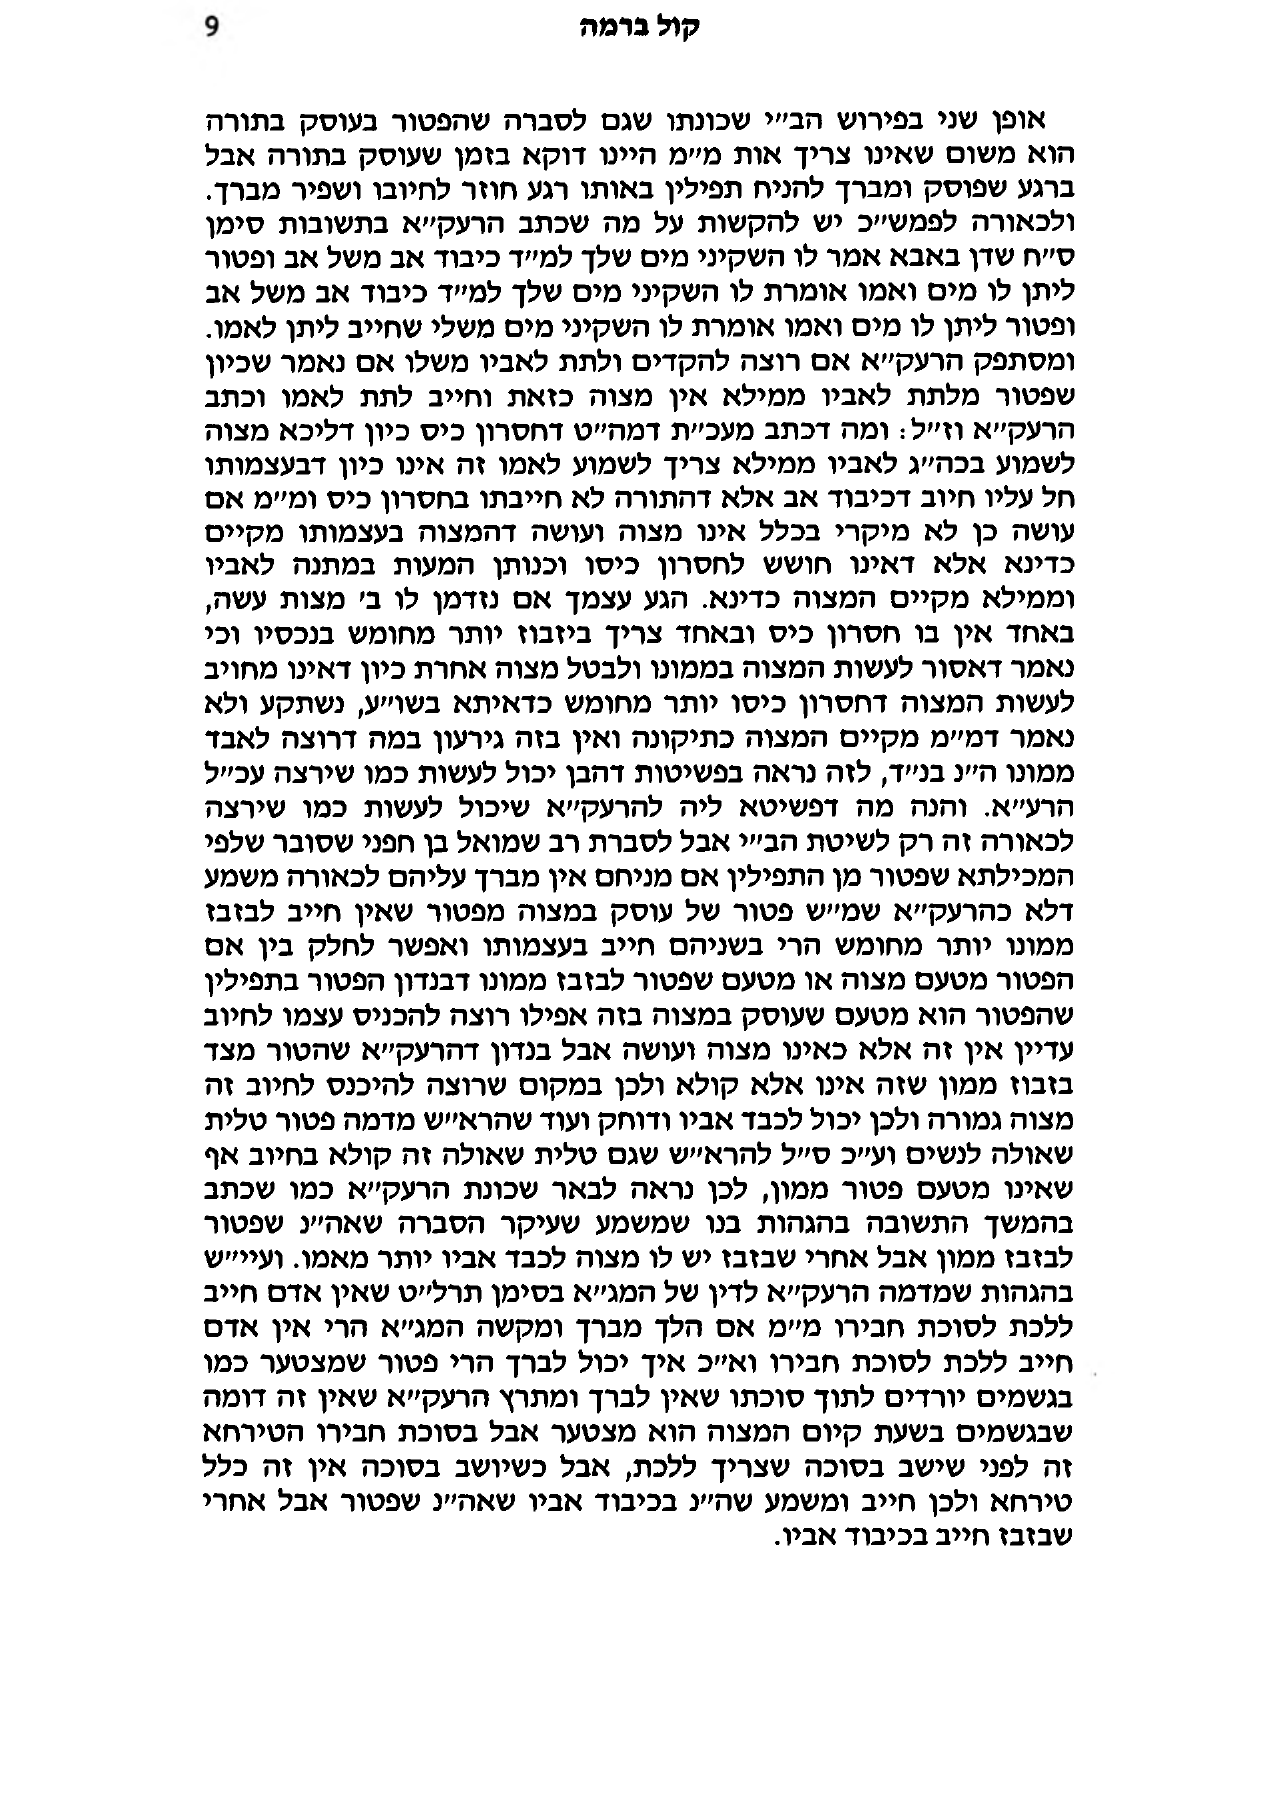 קול ברמה
9
אופן שני בפירוש הב״י שכונתו שגם לסברה שהפטור בעוסק בתורה
הוא משום שאינו צריך אות מ״מ היינו דוקא בזמן שעוסק בתורה אבל
ברגע שפוסק ומברך להניח תפילין באותו רגע חוזר לחיובו ושפיר מברך.
ולכאורה לפמש״כ יש להקשות על מה שכתב הרעק״א בתשובות סימן
ס״ח שדן באבא אמר לו השקיני מים שלך למ״ד כיבוד אב משל אב ופטור
ליתן לו מים ואמו אומרת לו השקיני מים שלך למ״ד כיבוד אב משל אב
ופטור ליתן לו מים ואמו אומרת לו השקיני מים משלי שחייב ליתן לאמו.
ומסתפק הרעק״א אם רוצה להקדים ולתת לאביו משלו אם נאמר שכיון
שפטור מלתת לאביו ממילא אין מצוה כזאת וחייב לתת לאמו וכתב
הרעק״א וז״ל: ומה דכתב מעכ״ת דמה״ט דחסרון כיס כיון דליכא מצוה
לשמוע בכה״ג לאביו ממילא צריך לשמוע לאמו זה אינו כיון דבעצמותו
חל עליו חיוב דכיבוד אב אלא דהתורה לא חייבתו בחסרון כיס ומ״מ אם
עושה כן לא מיקרי בכלל אינו מצוה ועושה דהמצוה בעצמותו מקיים
כדינא אלא דאינו חושש לחסרון כיסו וכנותן המעות במתנה לאביו
וממילא מקיים המצוה כדינא. הגע עצמך אם נזדמן לו ב׳ מצות עשה,
באחד אין בו חסרון כיס ובאחד צריך ביזבוז יותר מחומש בנכסיו וכי
נאמר דאסור לעשות המצוה בממונו ולבטל מצוה אחרת כיון דאינו מחויב
לעשות המצוה דחסרון כיסו יותר מחומש כדאיתא בשו״ע, נשתקע ולא
נאמר דמ״מ מקיים המצוה כתיקונה ואין בזה גירעון במה דרוצה לאבד
ממונו ה״נ בנ״ד, לזה נראה בפשיטות דהבן יכול לעשות כמו שירצה עכ״ל
הרע״א. והנה מה דפשיטא ליה להרעק״א שיכול לעשות כמו שירצה
לכאורה זה רק לשיטת הב״י אבל לסברת רב שמואל בן חפני שסובר שלפי
המכילתא שפטור מן התפילין אם מניחם אין מברך עליהם לכאורה משמע
דלא כהרעק״א שמ״ש פטור של עוסק במצוה מפטור שאין חייב לבזבז
ממונו יותר מחומש הרי בשניהם חייב בעצמותו ואפשר לחלק בין אם
הפטור מטעם מצוה או מטעם שפטור לבזבז ממונו דבנדון הפטור בתפילין
שהפטור הוא מטעם שעוסק במצוה בזה אפילו רוצה להכניס עצמו לחיוב
עדיין אין זה אלא כאינו מצוה ועושה אבל בנדון דהרעק״א שהטור מצד
בזבוז ממון שזה אינו אלא קולא ולכן במקום שרוצה להיכנס לחיוב זה
מצוה גמורה ולכן יכול לכבד אביו ודוחק ועוד שהרא״ש מדמה פטור טלית
שאולה לנשים וע״כ ס״ל להרא״ש שגם טלית שאולה זה קולא בחיוב אף
שאינו מטעם פטור ממון, לכן נראה לבאר שכונת הרעק״א כמו שכתב
בהמשך התשובה בהגהות בנו שמשמע שעיקר הסברה שאה״נ שפטור
לבזבז ממון אבל אחרי שבזבז יש לו מצוה לכבד אביו יותר מאמו. ועיי״ש
בהגהות שמדמה הרעק״א לדין של המג״א בסימן תרל״ט שאין אדם חייב
ללכת לסוכת חבירו מ״מ אם הלך מברך ומקשה המג״א הרי אין אדם
חייב ללכת לסוכת חבירו וא״כ איך יכול לברך הרי פטור שמצטער כמו
בגשמים יורדים לתוך סוכתו שאין לברך ומתרץ הרעק״א שאין זה דומה
שבגשמים בשעת קיום המצוה הוא מצטער אבל בסוכת חבירו הטירחא
זה לפני שישב בסוכה שצריך ללכת, אבל כשיושב בסוכה אין זה כלל
טירחא ולכן חייב ומשמע שה״נ בכיבוד אביו שאה״נ שפטור אבל אחרי
שבזבז חייב בכיבוד אביו.